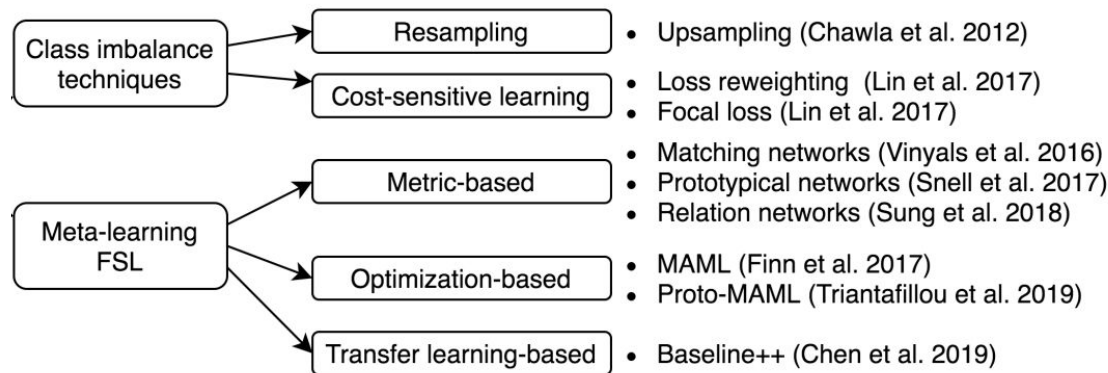 Class imbalance
techniques
Resampling
• Upsampling (Chawla et al. 2012)
Cost-sensitive learning
• Loss reweighting (Lin et al. 2017)
• Focal loss (Lin et al. 2017)
Meta-learning
FSL
Metric-based
• Matching networks (Vinyals et al. 2016)
• Prototypical networks (Snell et al. 2017)
• Relation networks (Sung et al. 2018)
Optimization-based
• MAML (Finn et al. 2017)
• Proto-MAML (Triantafillou et al. 2019)
Transfer learning-based
• Baseline++ (Chen et al. 2019)